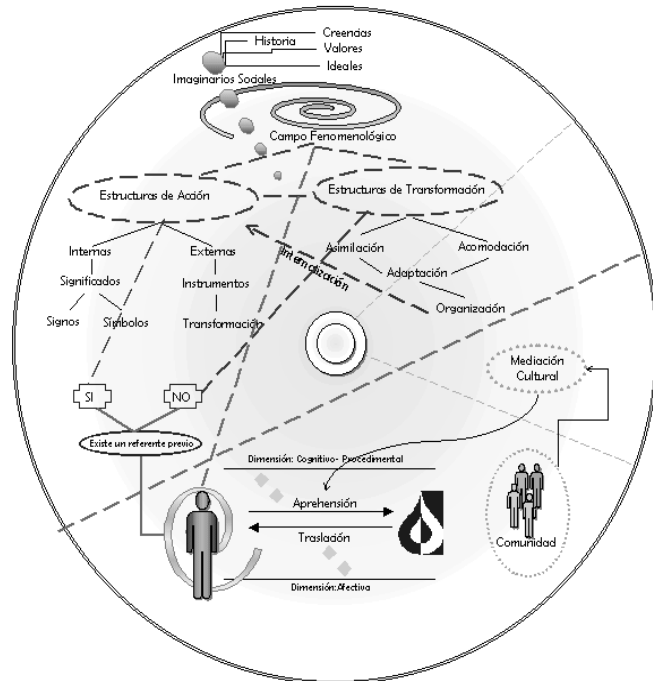 Creencias
Historia
Valores
Ideales
Imaginarios Sociales
Campo Fenomenológico
Estructuras de Acción
Estructuras de Transformación
Internas
Externas
Asimilación
Acomodación
Internalización
Significados
Instrumentos
Adaptación
Signos
Símbolos
Transformación
Organización
Mediación
Cultural
SI
NO
Existe un referente previo
Dimensión: Cognitivo- Procedimental
Aprehensión
Traslación
Comunidad
Dimensión:Afectiva